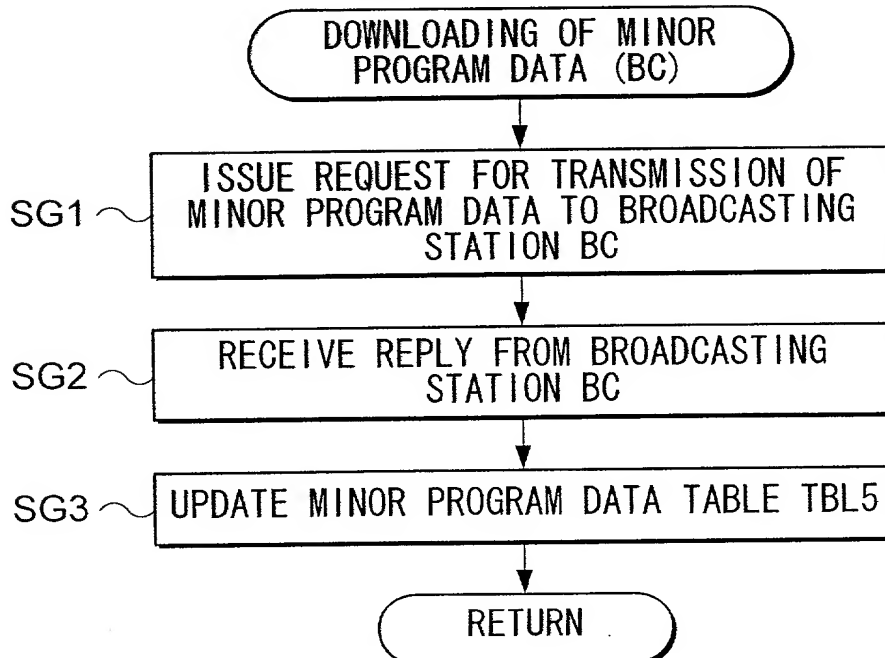 DOWNLOADING OF MINOR
PROGRAM DATA (BC)
SG1
ISSUE REQUEST FOR TRANSMISSION OF
MINOR PROGRAM DATA TO BROADCASTING
STATION BC
SG2
RECEIVE REPLY FROM BROADCASTING
STATION BC
SG3
UPDATE MINOR PROGRAM DATA TABLE TBL5
RETURN